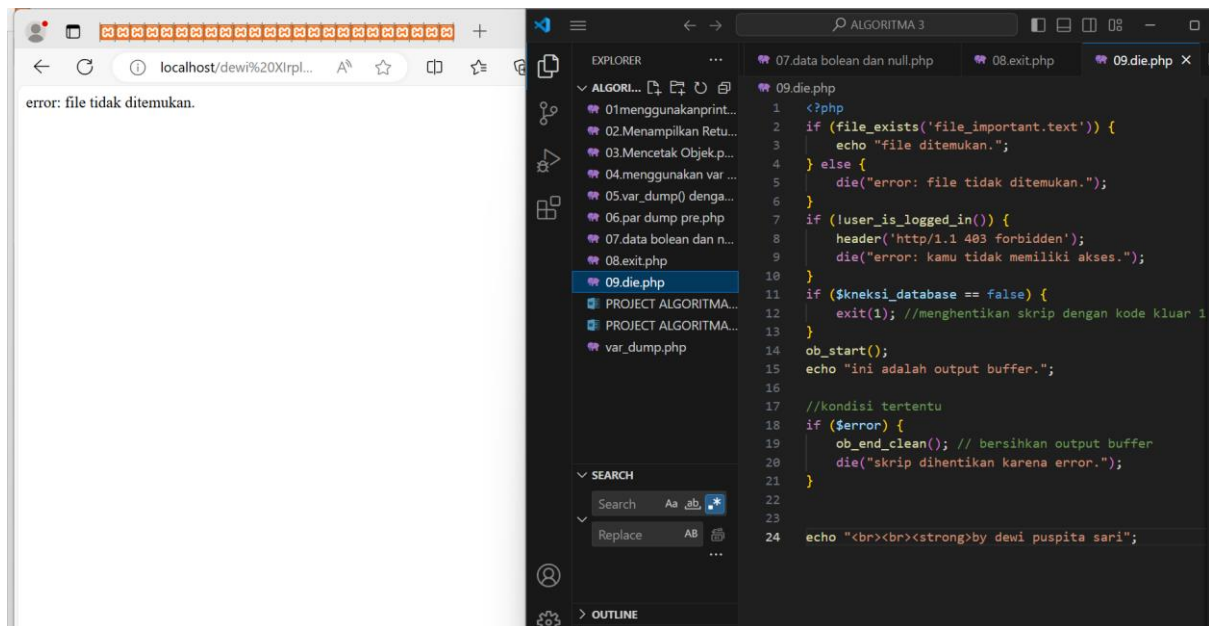 localhost/dewi%20XIrpl...
error: file tidak ditemukan.
ALGORITMA 3
EXPLORER
ALGORI...
01menggunakanprint...
02.Menampilkan Retu...
03.Mencetak Objek.p...
04.menggunakan var ...
05.var_dump() denga...
06.par dump pre.php
07.data bolean dan n...
08.exit.php
09.die.php
PROJECT ALGORITMA...
PROJECT ALGORITMA...
var_dump.php
SEARCH
Search Aa ab
Replace AB
OUTLINE
07.data bolean dan null.php 08.exit.php 09.die.php
09.die.php
1 <?php
2 if (file_exists('file_important.text')) {
3 echo "file ditemukan.";
4 } else {
5 die("error: file tidak ditemukan.");
6 }
7 if (!user_is_logged_in()) {
8 header('http/1.1 403 forbidden');
9 die("error: kamu tidak memiliki akses.");
10 }
11 if ($kneksi_database == false) {
12 exit(1); //menghentikan skrip dengan kode kluar 1
13 }
14 ob_start();
15 echo "ini adalah output buffer.";
16
17 //kondisi tertentu
18 if ($error) {
19 ob_end_clean(); // bersihkan output buffer
20 die("skrip dihentikan karena error.");
21 }
22
23
24 echo "<br><br><strong>by dewi puspita sari";